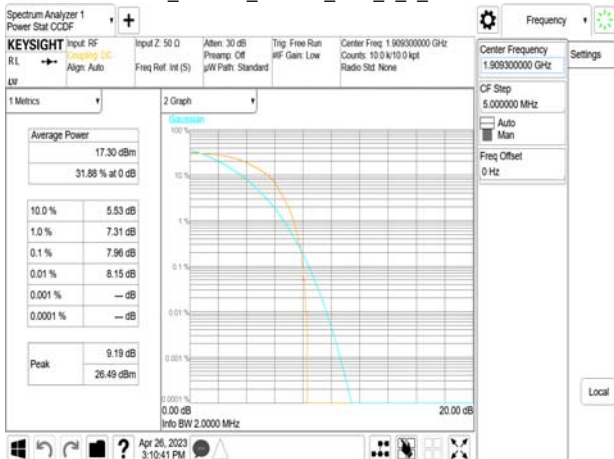 Spectrum Analyzer 1
Power Stat CCDF
Frequency
KEYSIGHT
Input: RF
Coupling: DC
Align: Auto
Input Z: 50 Ω
Freq Ref: Int (S)
Atten: 30 dB
Preamp: Off
µW Path: Standard
Trig: Free Run
#IF Gain: Low
Center Freq: 1.909300000 GHz
Counts: 10.0 k/10.0 kpt
Radio Std: None
RL
Center Frequency
1.909300000 GHz
Settings
CF Step
5.000000 MHz
Auto
Man
Freq Offset
0 Hz
1 Metrics
Average Power
17.30 dBm
31.88 % at 0 dB
10.0 % 5.53 dB
1.0 % 7.31 dB
0.1 % 7.96 dB
0.01 % 8.15 dB
0.001 % --- dB
0.0001 % --- dB
Peak
9.19 dB
26.49 dBm
2 Graph
Gaussian
100 %
10 %
1 %
0.1 %
0.01 %
0.001 %
0.0001 %
0.00 dB 20.00 dB
Info BW 2.0000 MHz
Local
?
Apr 26, 2023
3:10:41 PM